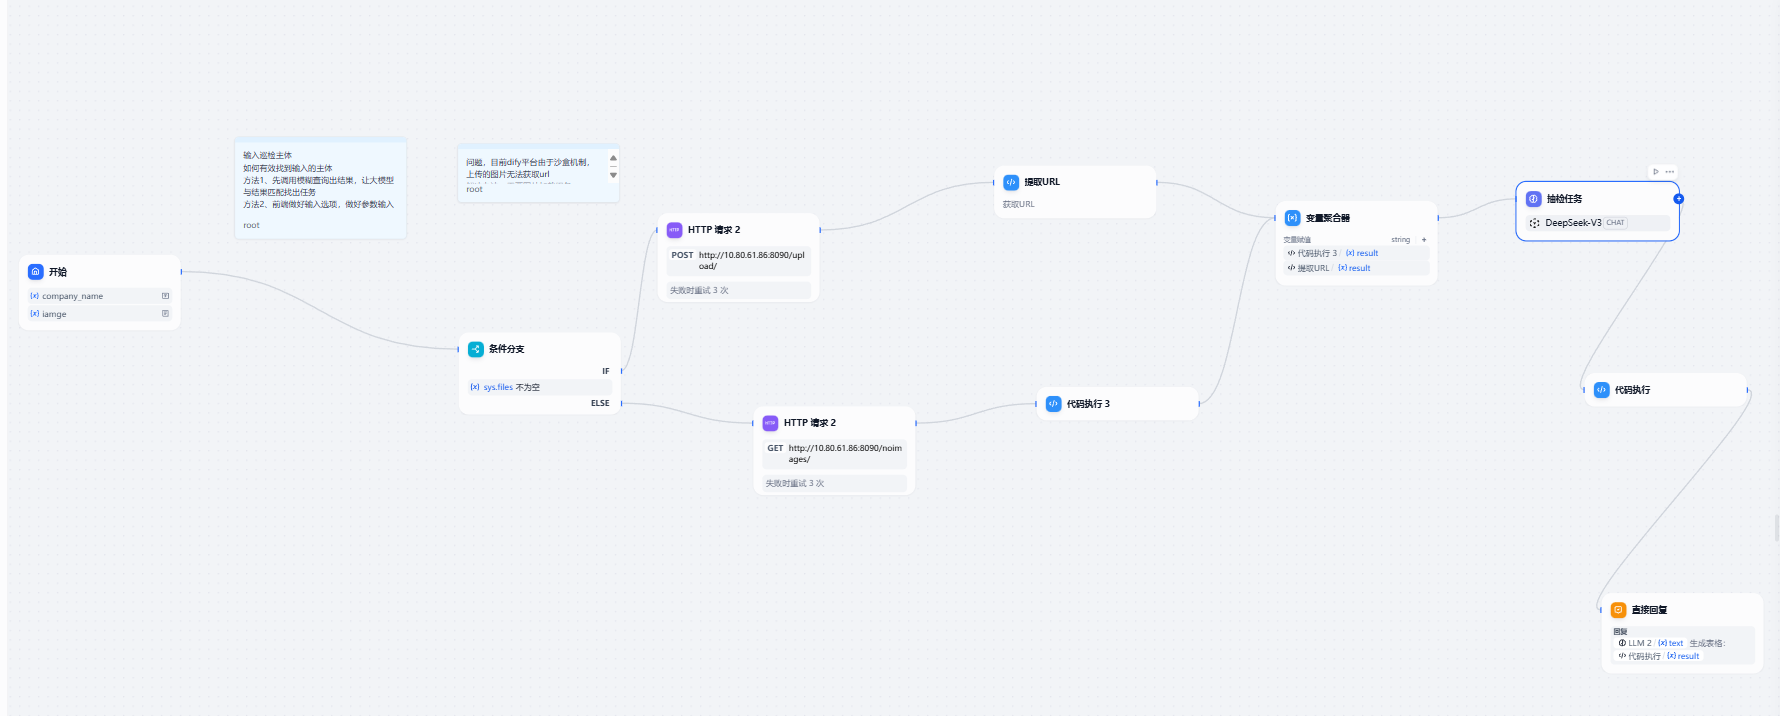 输入巡检主体
如何有效找到输入的主体
方法1、先调用模糊查询出结果，让大模型
与结果匹配找出任务
方法2、前端做好输入选项，做好参数输入
root
问题，目前dify平台由于沙盒机制，
上传的图片无法获取url
root
开始
{x} company_name
{x} iamge
条件分支
IF
{x} sys.files 不为空
ELSE
HTTP 请求 2
POST http://10.80.61.86:8090/upl
oad/
失败时重试 3 次
HTTP 请求 2
GET http://10.80.61.86:8090/noim
ages/
失败时重试 3 次
提取URL
获取URL
代码执行 3
变量聚合器
变量赋值 string +
代码执行 3 / {x} result
提取URL / {x} result
抽检任务
DeepSeek-V3 CHAT
代码执行
直接回复
回复
LLM 2 / {x} text 生成表格:
代码执行 / {x} result